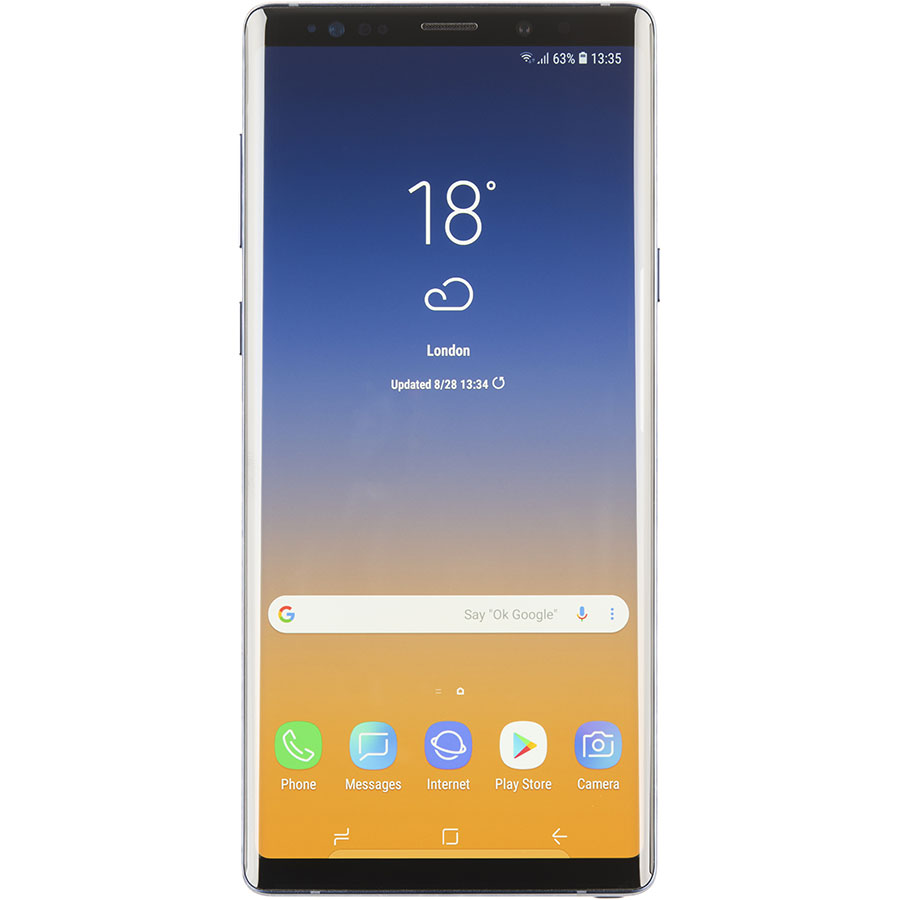 63% 13:35
18°
London
Updated 8/28 13:34
Say "Ok Google"
Phone Messages Internet Play Store Camera